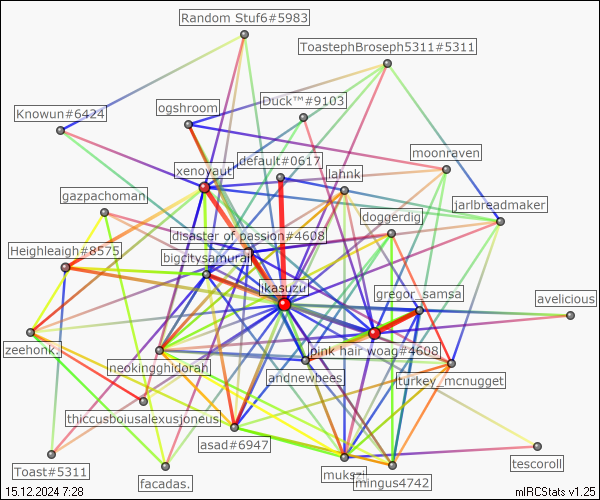 Random Stuf6#5983
ToastephBroseph5311#5311
Duck™#9103
ogshroom
Knowun#6424
moonraven
default#0617
xenoyaut
lahnk
gazpachoman
jarlbreadmaker
doggerdig
disaster of passion#4608
Heighleaigh#8575
bigcitysamurai
ikasuzu
gregor_samsa
avelicious
zeehonk.
pink hair woag#4608
neokingghidorah
andnewbees
turkey_mcnugget
thiccusboiusalexusjoneus
asad#6947
Toast#5311
tescoroll
mukszi
facadas.
mingus4742
15.12.2024 7:28
mIRCStats v1.25